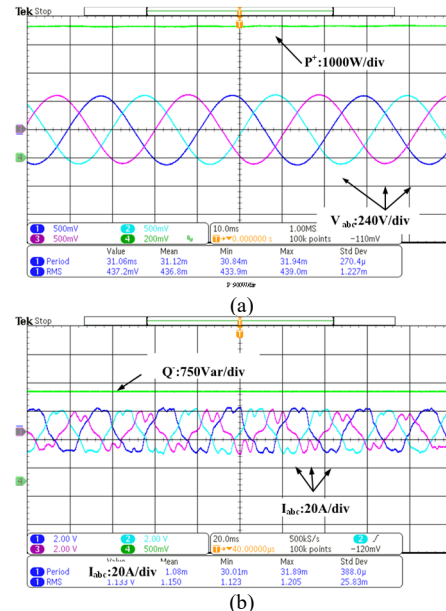 Tek Stop
P⁺:1000W/div
V abc:240V/div
1 500mV 2 500mV
3 500mV 4 200mV
10.0ms 1.00MS 100k points -110mV
T→▼0.000000 s
Value Mean Min Max Std Dev
1 Period 31.06ms 31.12m 30.84m 31.94m 270.4µ
1 RMS 437.2mV 436.8m 433.9m 439.0m 1.227m
(a)
Tek Stop
Q⁻:750Var/div
Iabc:20A/div
1 2.00 V 2 2.00 V
3 2.00 V 4 500mV
20.0ms 500kS/s 2
100k points -120mV
Iabc:20A/div
1 Period 1.08m 30.01m 31.89m 388.0µ
1 RMS 1.133 V 1.150 1.123 1.205 25.83m
(b)